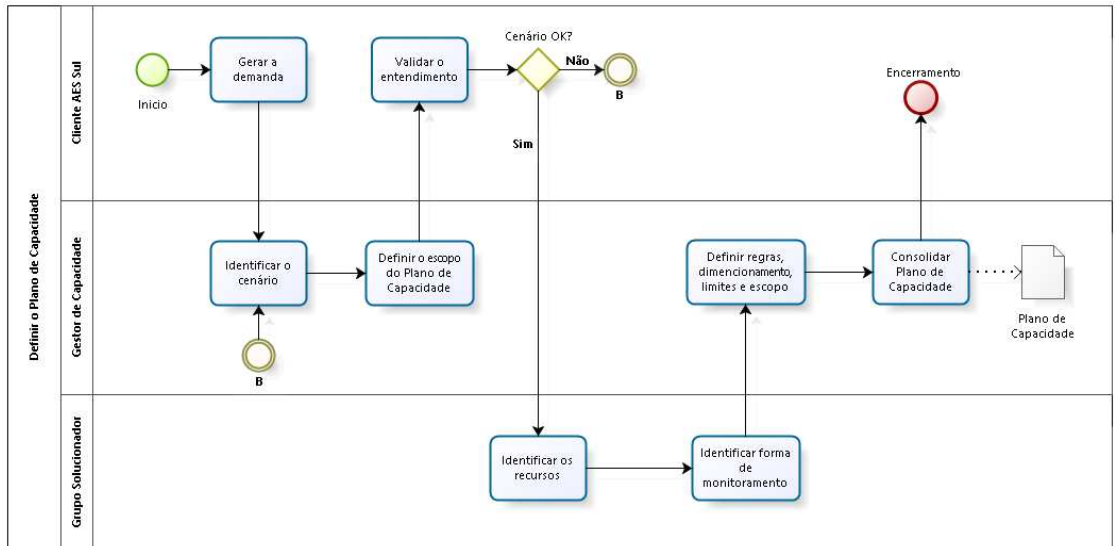 Definir o Plano de Capacidade
Cliente AES Sul
Inicio
Gerar a
demanda
Validar o
entendimento
Cenário OK?
Não
B
Sim
Encerramento
Gestor de Capacidade
Identificar o
cenário
B
Definir o escopo
do Plano de
Capacidade
Definir regras,
dimencionamento,
limites e escopo
Consolidar
Plano de
Capacidade
Plano de
Capacidade
Grupo Solucionador
Identificar os
recursos
Identificar forma
de
monitoramento